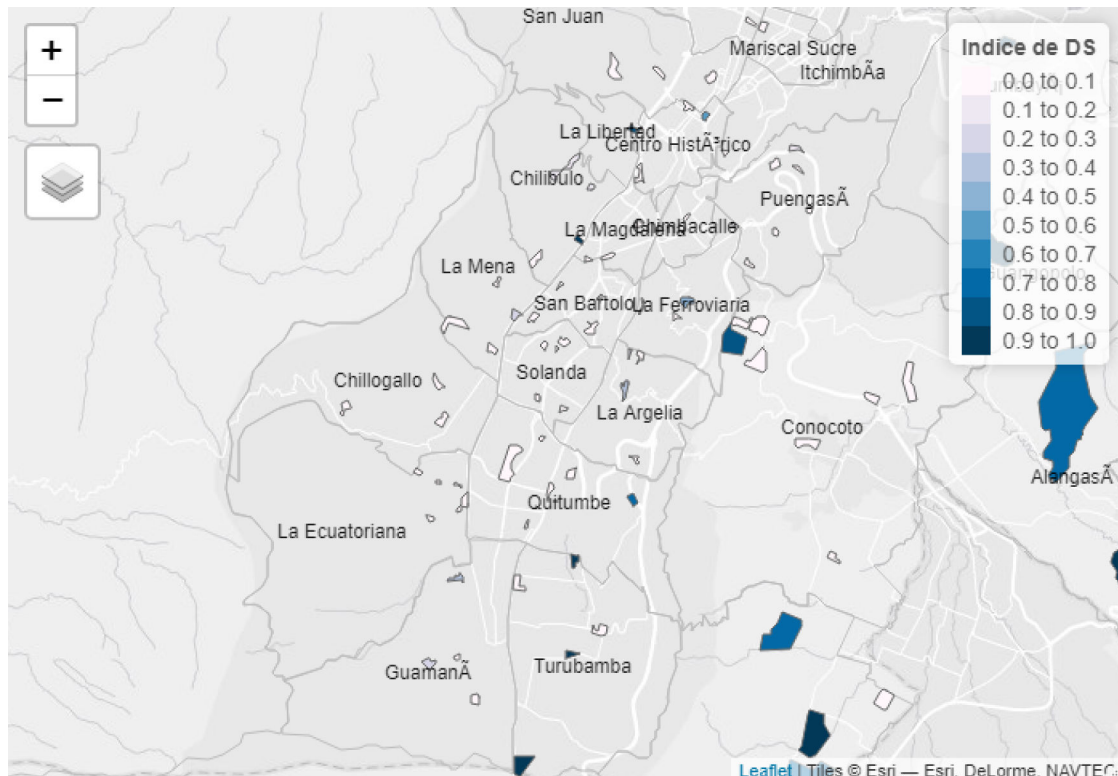 San Juan
+
Mariscal Sucre
ItchimbÃa
−
La Libertad
Centro HistÃ³rico
Chilibulo
PuengasÃ
La Magdalena
Chimbacalle
La Mena
San Bartolo
La Ferroviaria
Chillogallo
Solanda
La Argelia
Conocoto
AlangasÃ
Quitumbe
La Ecuatoriana
Turubamba
GuamanÃ
Indice de DS
0.0 to 0.1
0.1 to 0.2
0.2 to 0.3
0.3 to 0.4
0.4 to 0.5
0.5 to 0.6
0.6 to 0.7
0.7 to 0.8
0.8 to 0.9
0.9 to 1.0
Guangopolo
Leaflet | Tiles © Esri — Esri, DeLorme, NAVTEC